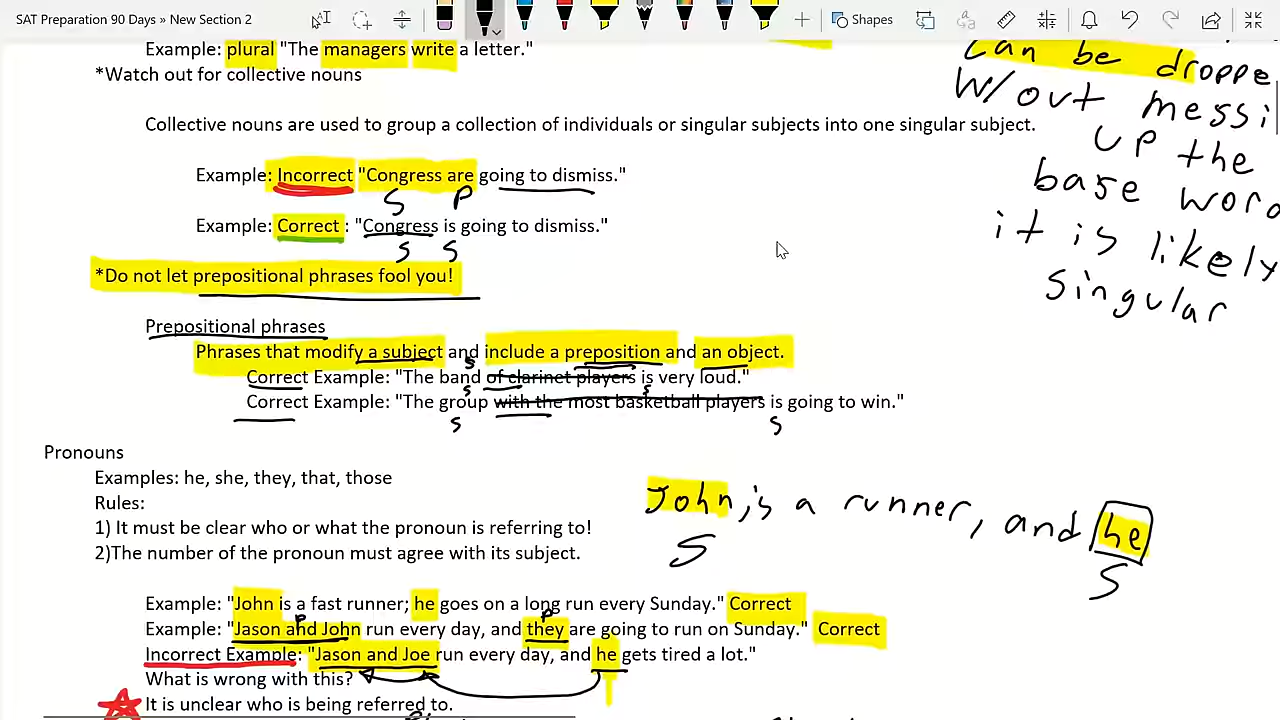 SAT Preparation 90 Days » New Section 2
Shapes
Example: plural "The managers write a letter."
*Watch out for collective nouns
can be droppe
w/out messi
up the
base word
it is likely
singular
Collective nouns are used to group a collection of individuals or singular subjects into one singular subject.
Example: Incorrect "Congress are going to dismiss."
S P
Example: Correct : "Congress is going to dismiss."
S S
*Do not let prepositional phrases fool you!
Prepositional phrases
Phrases that modify a subject and include a preposition and an object.
s
Correct Example: "The band of clarinet players is very loud."
s s
Correct Example: "The group with the most basketball players is going to win."
s s
Pronouns
Examples: he, she, they, that, those
Rules:
1) It must be clear who or what the pronoun is referring to!
2)The number of the pronoun must agree with its subject.
John is a runner, and he
S S
Example: "John is a fast runner; he goes on a long run every Sunday." Correct
p p
Example: "Jason and John run every day, and they are going to run on Sunday." Correct
Incorrect Example: "Jason and Joe run every day, and he gets tired a lot."
What is wrong with this?
It is unclear who is being referred to.